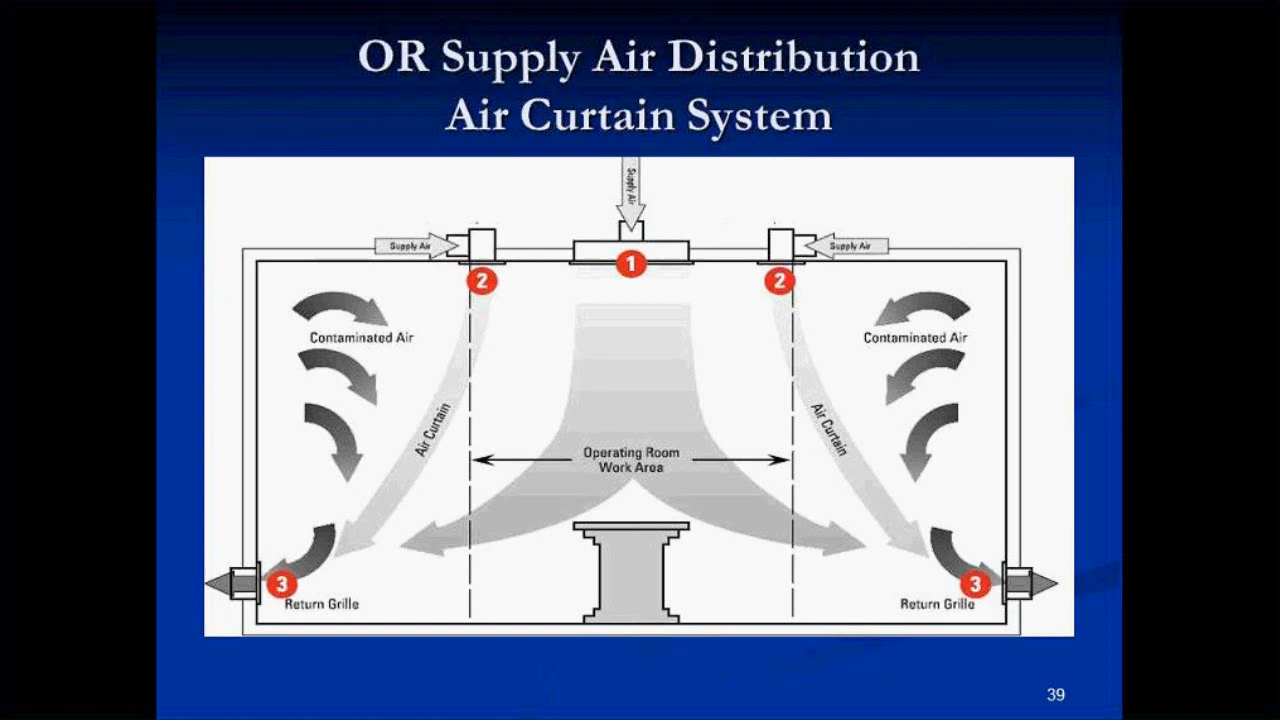 OR Supply Air Distribution
Air Curtain System
Supply Air
Supply Air
Supply Air
1
2
2
Contaminated Air
Contaminated Air
Air Curtain
Air Curtain
Operating Room
Work Area
3
3
Return Grille
Return Grille
39